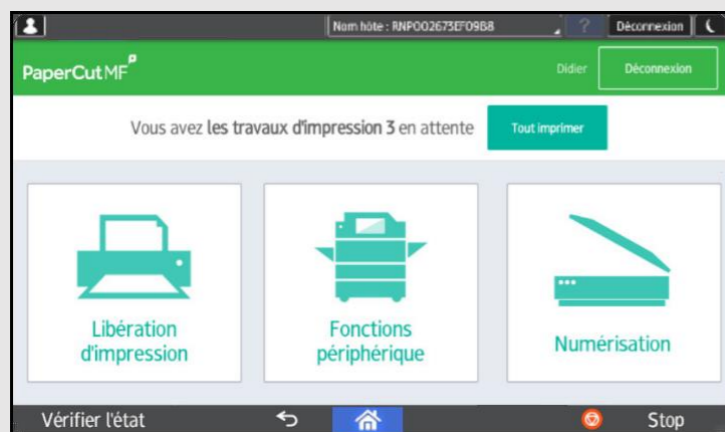 Nom hôte : RNP002673EF09B8
?
Déconnexion
PaperCut MF
Didier
Déconnexion
Vous avez les travaux d'impression 3 en attente
Tout imprimer
Libération
d'impression
Fonctions
périphérique
Numérisation
Vérifier l'état
Stop